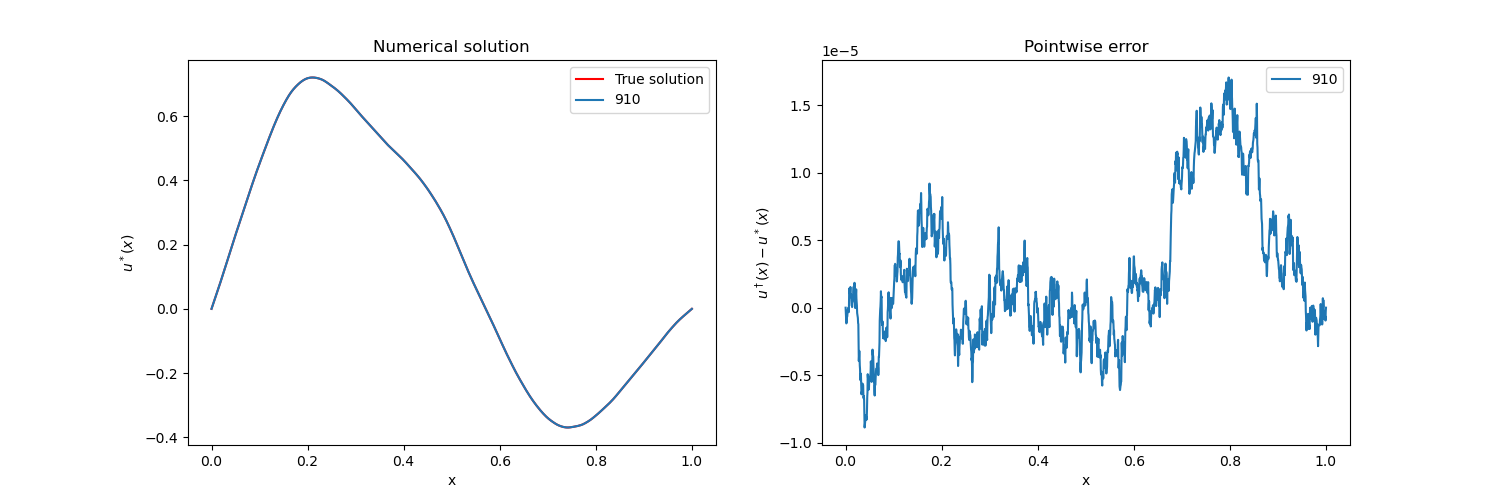 Numerical solution
True solution
910
u*(x)
0.6
0.4
0.2
0.0
−0.2
−0.4
0.0 0.2 0.4 0.6 0.8 1.0
x
Pointwise error
1e−5
910
u†(x) − u*(x)
1.5
1.0
0.5
0.0
−0.5
−1.0
0.0 0.2 0.4 0.6 0.8 1.0
x